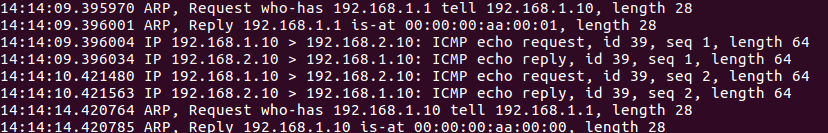 14:14:09.395970 ARP, Request who-has 192.168.1.1 tell 192.168.1.10, length 28
14:14:09.396001 ARP, Reply 192.168.1.1 is-at 00:00:00:aa:00:01, length 28
14:14:09.396004 IP 192.168.1.10 > 192.168.2.10: ICMP echo request, id 39, seq 1, length 64
14:14:09.396034 IP 192.168.2.10 > 192.168.1.10: ICMP echo reply, id 39, seq 1, length 64
14:14:10.421480 IP 192.168.1.10 > 192.168.2.10: ICMP echo request, id 39, seq 2, length 64
14:14:10.421563 IP 192.168.2.10 > 192.168.1.10: ICMP echo reply, id 39, seq 2, length 64
14:14:14.420764 ARP, Request who-has 192.168.1.10 tell 192.168.1.1, length 28
14:14:14.420785 ARP, Reply 192.168.1.10 is-at 00:00:00:aa:00:00, length 28